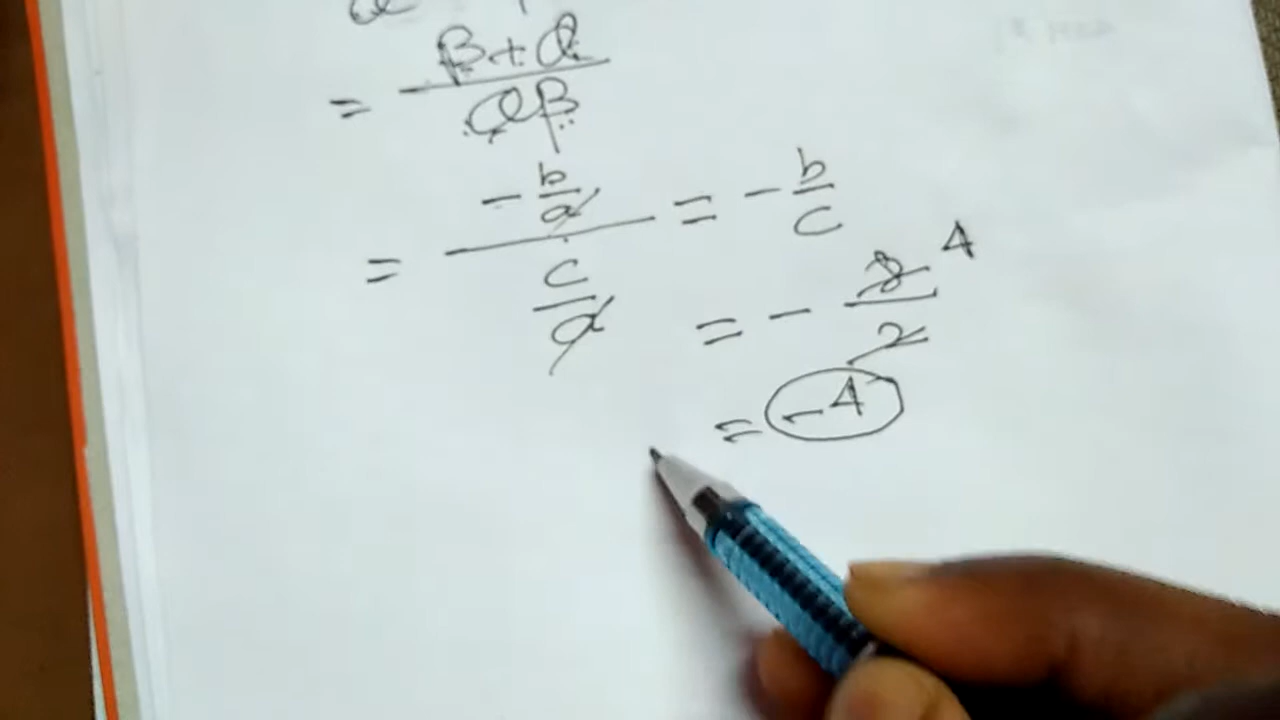 = β + α / αβ
= - b/a / c/a = - b/c
= - 8/2 4
= -4